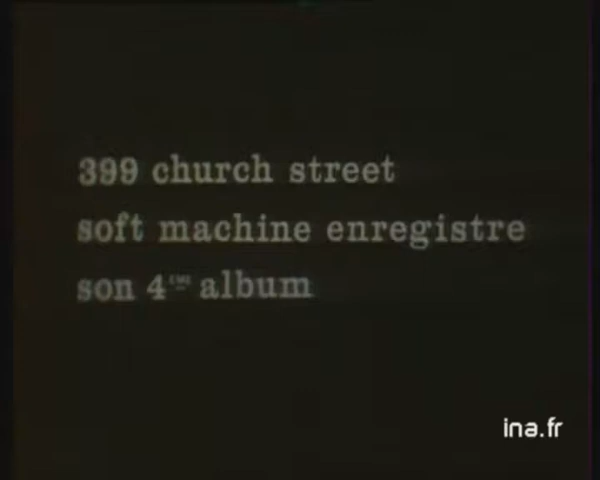 399 church street
soft machine enregistre
son 4ème album
ina.fr